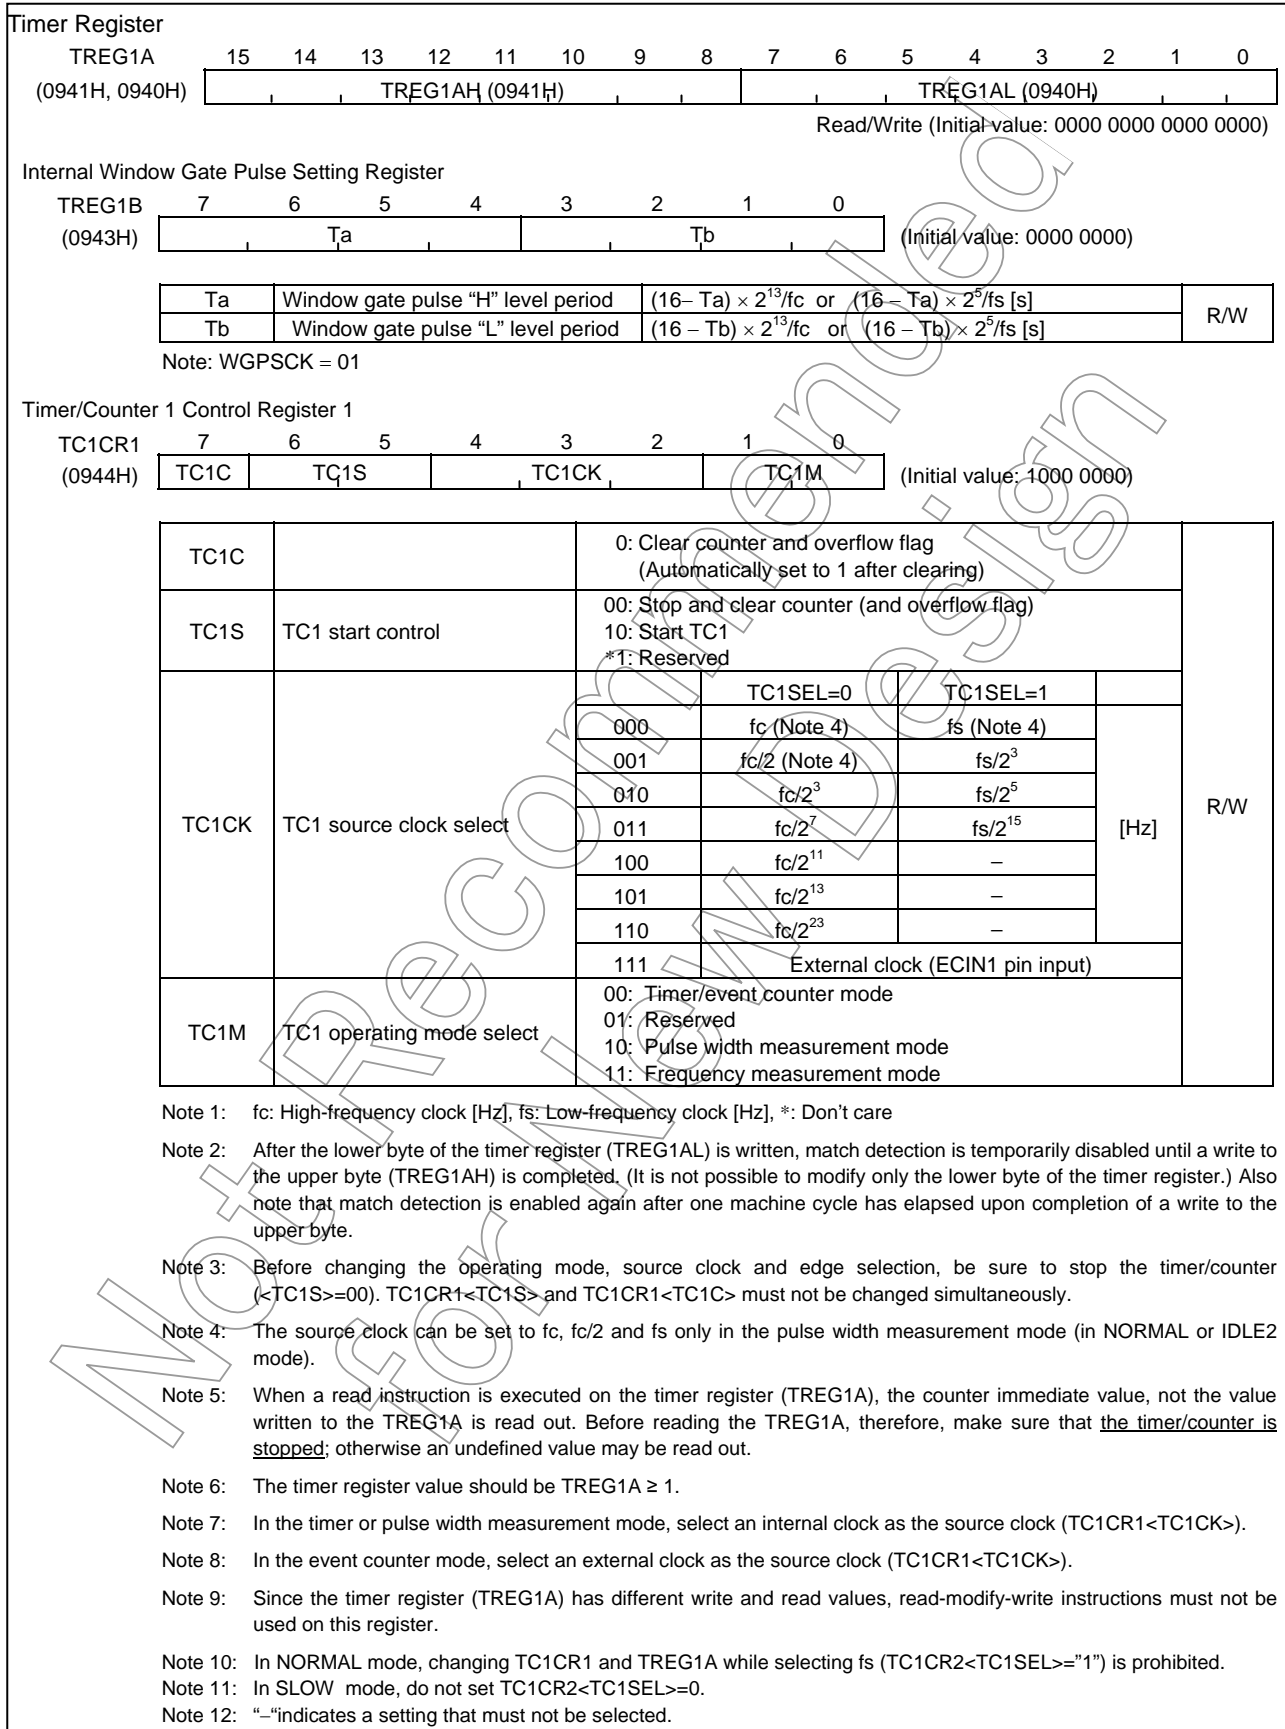 Timer Register
TREG1A 15 14 13 12 11 10 9 8 7 6 5 4 3 2 1 0
(0941H, 0940H) TREG1AH (0941H) TREG1AL (0940H)
Read/Write (Initial value: 0000 0000 0000 0000)
Internal Window Gate Pulse Setting Register
TREG1B 7 6 5 4 3 2 1 0
(0943H) Ta Tb (Initial value: 0000 0000)
Ta Window gate pulse “H” level period (16– Ta) × 2^13/fc or (16 – Ta) × 2^5/fs [s] R/W
Tb Window gate pulse “L” level period (16 – Tb) × 2^13/fc or (16 – Tb) × 2^5/fs [s]
Note: WGPSCK = 01
Timer/Counter 1 Control Register 1
TC1CR1 7 6 5 4 3 2 1 0
(0944H) TC1C TC1S TC1CK TC1M (Initial value: 1000 0000)
TC1C 0: Clear counter and overflow flag
(Automatically set to 1 after clearing)
TC1S TC1 start control 00: Stop and clear counter (and overflow flag)
10: Start TC1
*1: Reserved
TC1SEL=0 TC1SEL=1
000 fc (Note 4) fs (Note 4)
001 fc/2 (Note 4) fs/2^3
010 fc/2^3 fs/2^5
TC1CK TC1 source clock select 011 fc/2^7 fs/2^15 [Hz] R/W
100 fc/2^11 –
101 fc/2^13 –
110 fc/2^23 –
111 External clock (ECIN1 pin input)
TC1M TC1 operating mode select 00: Timer/event counter mode
01: Reserved
10: Pulse width measurement mode
11: Frequency measurement mode
Note 1: fc: High-frequency clock [Hz], fs: Low-frequency clock [Hz], *: Don’t care
Note 2: After the lower byte of the timer register (TREG1AL) is written, match detection is temporarily disabled until a write to
the upper byte (TREG1AH) is completed. (It is not possible to modify only the lower byte of the timer register.) Also
note that match detection is enabled again after one machine cycle has elapsed upon completion of a write to the
upper byte.
Note 3: Before changing the operating mode, source clock and edge selection, be sure to stop the timer/counter
(<TC1S>=00). TC1CR1<TC1S> and TC1CR1<TC1C> must not be changed simultaneously.
Note 4: The source clock can be set to fc, fc/2 and fs only in the pulse width measurement mode (in NORMAL or IDLE2
mode).
Note 5: When a read instruction is executed on the timer register (TREG1A), the counter immediate value, not the value
written to the TREG1A is read out. Before reading the TREG1A, therefore, make sure that the timer/counter is
stopped; otherwise an undefined value may be read out.
Note 6: The timer register value should be TREG1A ≥ 1.
Note 7: In the timer or pulse width measurement mode, select an internal clock as the source clock (TC1CR1<TC1CK>).
Note 8: In the event counter mode, select an external clock as the source clock (TC1CR1<TC1CK>).
Note 9: Since the timer register (TREG1A) has different write and read values, read-modify-write instructions must not be
used on this register.
Note 10: In NORMAL mode, changing TC1CR1 and TREG1A while selecting fs (TC1CR2<TC1SEL>=”1”) is prohibited.
Note 11: In SLOW mode, do not set TC1CR2<TC1SEL>=0.
Note 12: “–“indicates a setting that must not be selected.
Not Recommended
for New Design